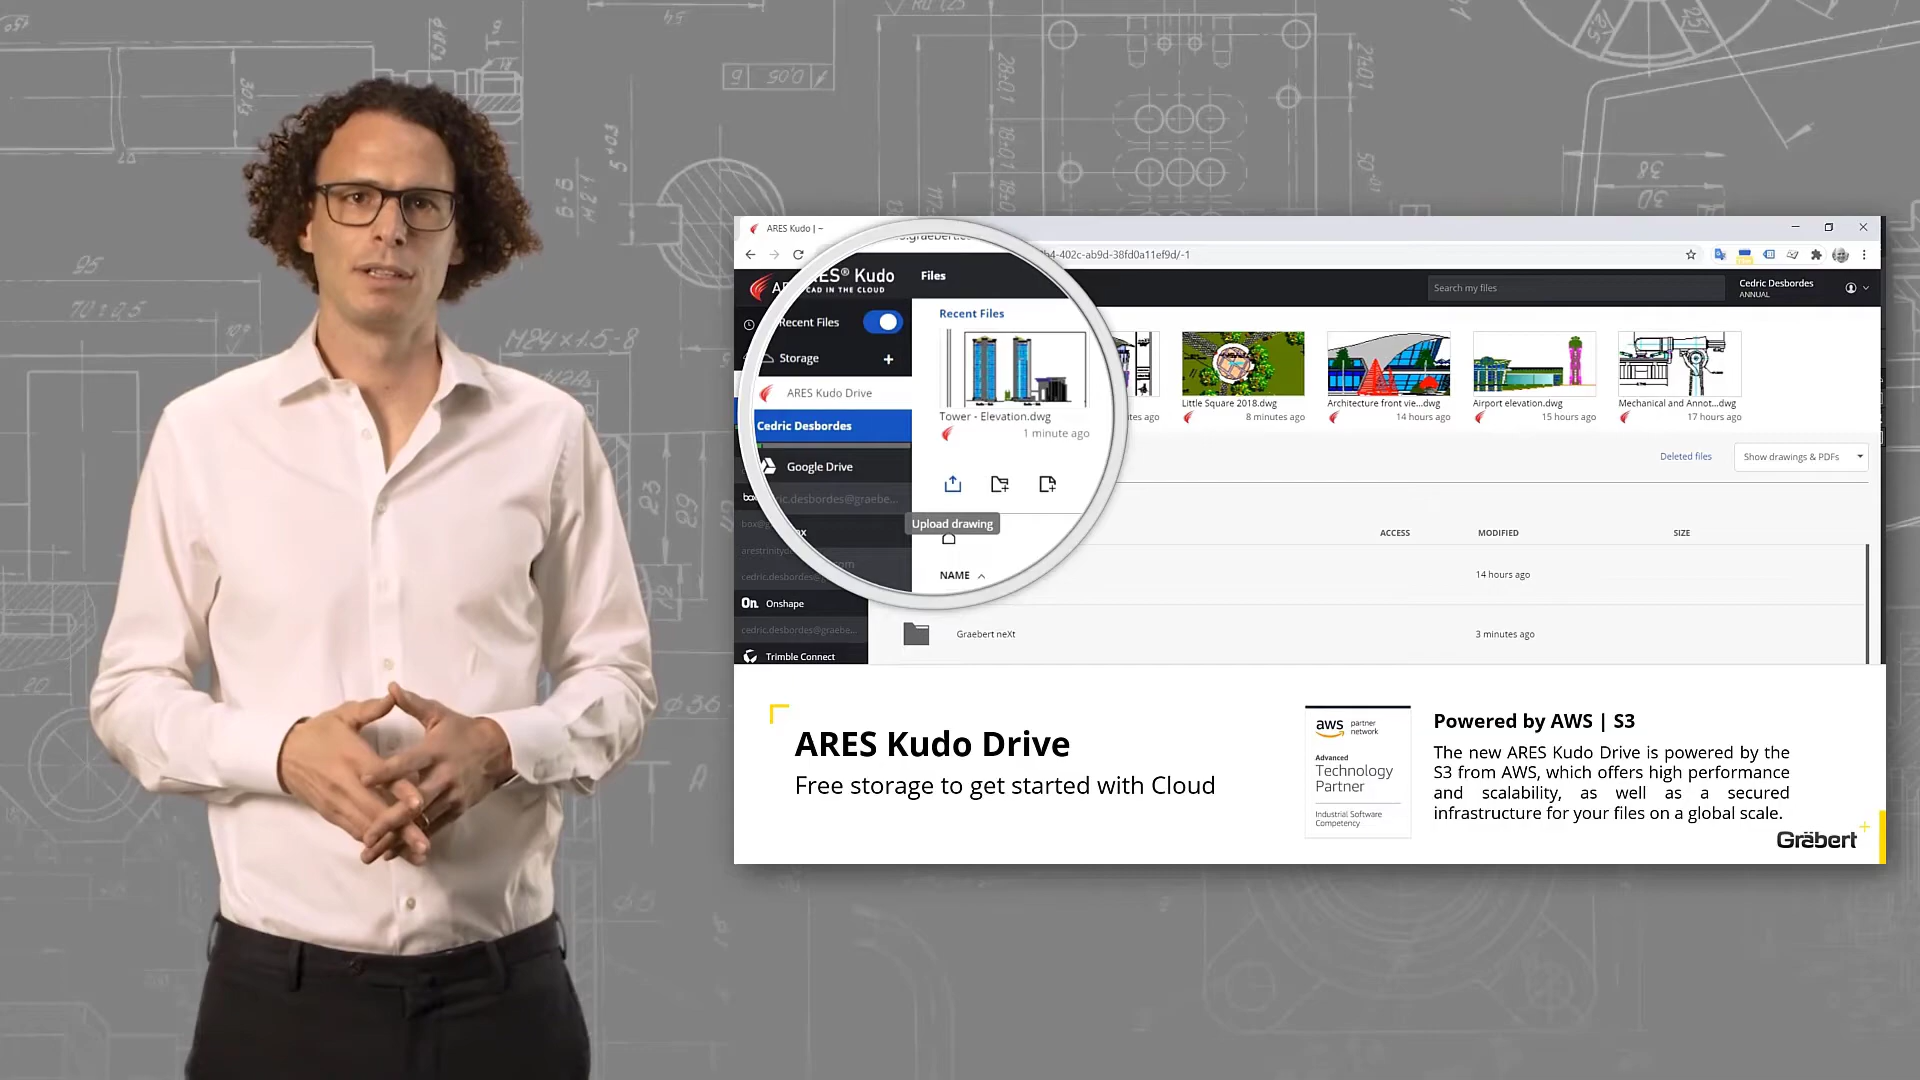 ARES Kudo | ~
b4-402c-ab9d-38fd0a11ef9d/-1
ARES® Kudo
CAD IN THE CLOUD
Files
Search my files
Cedric Desbordes
ANNUAL
Recent Files
Recent Files
Storage
ARES Kudo Drive
Cedric Desbordes
Google Drive
Tower - Elevation.dwg
1 minute ago
Little Square 2018.dwg
8 minutes ago
Architecture front vie...dwg
14 hours ago
Airport elevation.dwg
15 hours ago
Mechanical and Annot...dwg
17 hours ago
Deleted files
Show drawings & PDFs
Upload drawing
NAME
ACCESS
MODIFIED
SIZE
14 hours ago
Onshape
cedric.desbordes@graebe...
Graebert neXt
3 minutes ago
Trimble Connect
ARES Kudo Drive
Free storage to get started with Cloud
aws partner network
Advanced
Technology
Partner
Industrial Software
Competency
Powered by AWS | S3
The new ARES Kudo Drive is powered by the
S3 from AWS, which offers high performance
and scalability, as well as a secured
infrastructure for your files on a global scale.
Gräbert